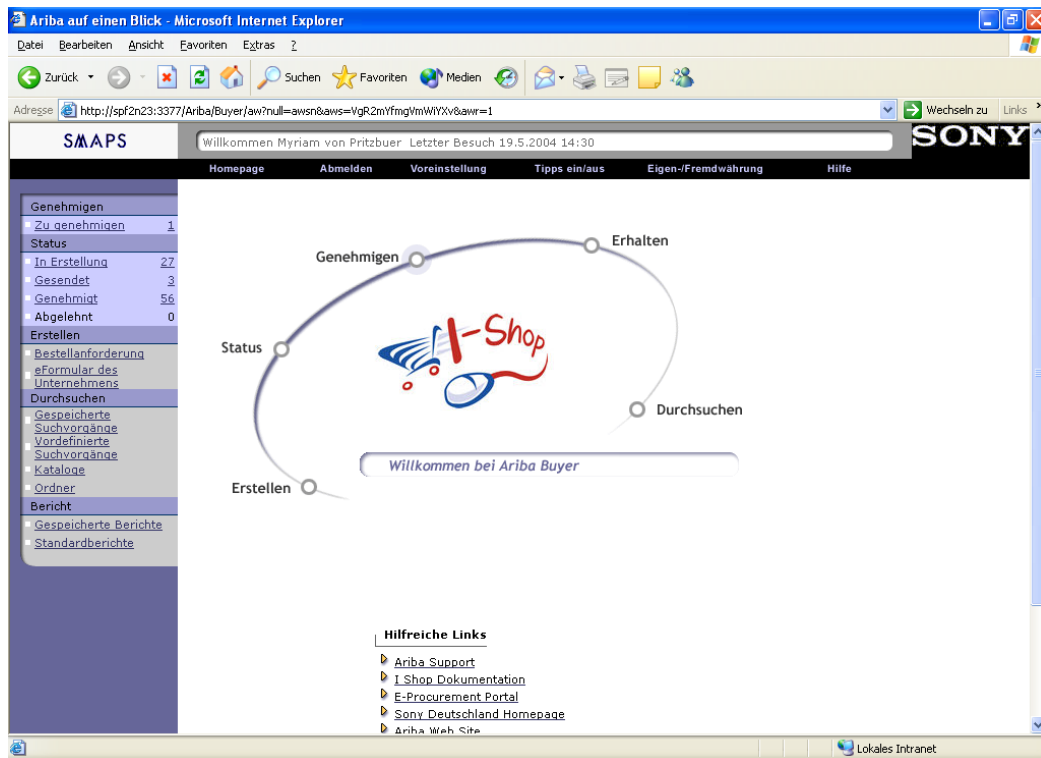 Ariba auf einen Blick - Microsoft Internet Explorer
Datei Bearbeiten Ansicht Favoriten Extras ?
Zurück Suchen Favoriten Medien
Adresse http://spf2n23:3377/Ariba/Buyer/aw?null=awsn&aws=VgR2mYfmgVmWiYXv&awr=1 Wechseln zu Links
SMAPS Willkommen Myriam von Pritzbuer Letzter Besuch 19.5.2004 14:30 SONY
Homepage Abmelden Voreinstellung Tipps ein/aus Eigen-/Fremdwährung Hilfe
Genehmigen
Zu genehmigen 1
Status
In Erstellung 27
Gesendet 3
Genehmigt 56
Abgelehnt 0
Erstellen
Bestellanforderung
eFormular des
Unternehmens
Durchsuchen
Gespeicherte
Suchvorgänge
Vordefinierte
Suchvorgänge
Kataloge
Ordner
Bericht
Gespeicherte Berichte
Standardberichte
Erhalten
Genehmigen
I-Shop
Status
Durchsuchen
Willkommen bei Ariba Buyer
Erstellen
Hilfreiche Links
Ariba Support
I Shop Dokumentation
E-Procurement Portal
Sony Deutschland Homepage
Ariba Web Site
Lokales Intranet